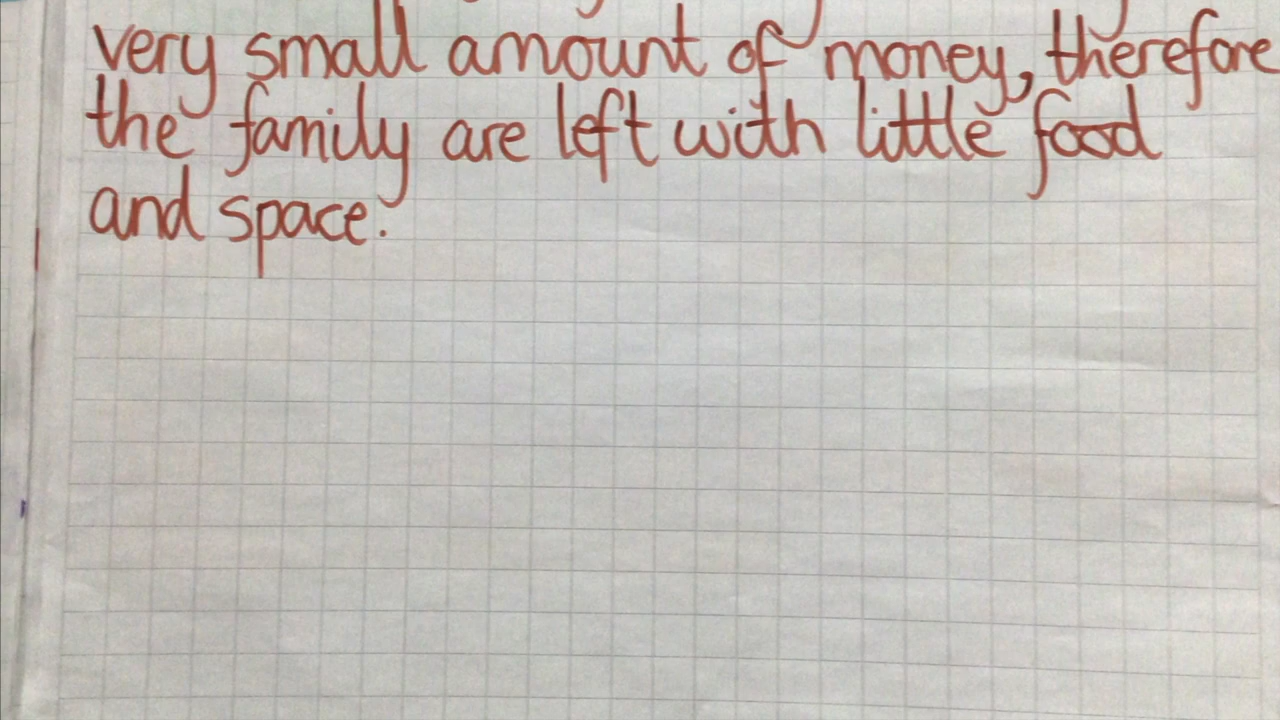 very small amount of money, therefore
the family are left with little food
and space.